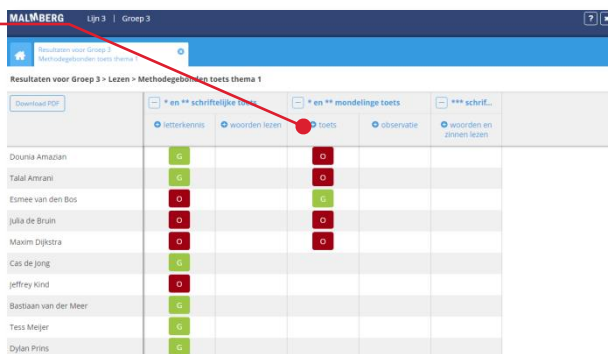 MALMBERG Lijn 3 | Groep 3
?
Resultaten voor Groep 3
Methodegebonden toets thema 1
Resultaten voor Groep 3 > Lezen > Methodegebonden toets thema 1
Download PDF
* en ** schriftelijke toets
* en ** mondelinge toets
*** schrif...
letterkennis
woorden lezen
toets
observatie
woorden en
zinnen lezen
Dounia Amazian G O
Talal Amrani G O
Esmee van den Bos O G
Julia de Bruin O O
Maxim Dijkstra O O
Cas de Jong G
Jeffrey Kind O
Bastiaan van der Meer G
Tess Meijer G
Dylan Prins G